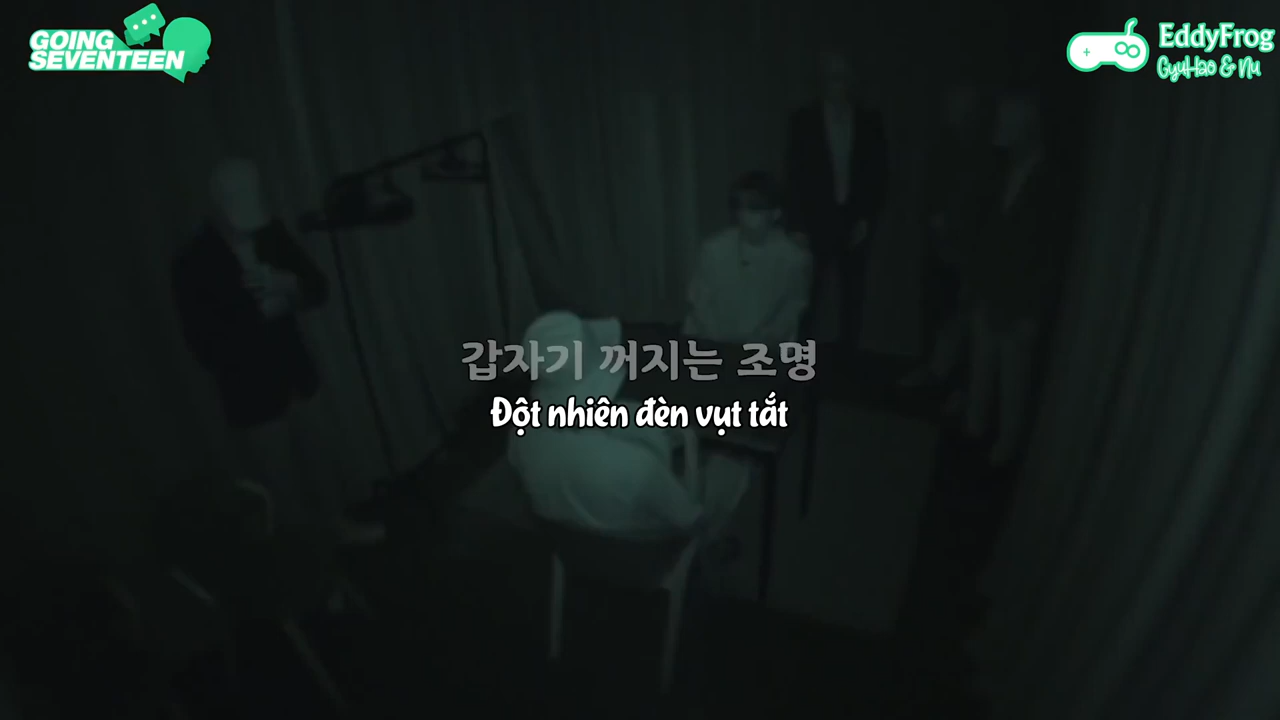 GOING
SEVENTEEN
EddyFrog
GyuHao & Nu
갑자기 꺼지는 조명
Đột nhiên đèn vụt tắt